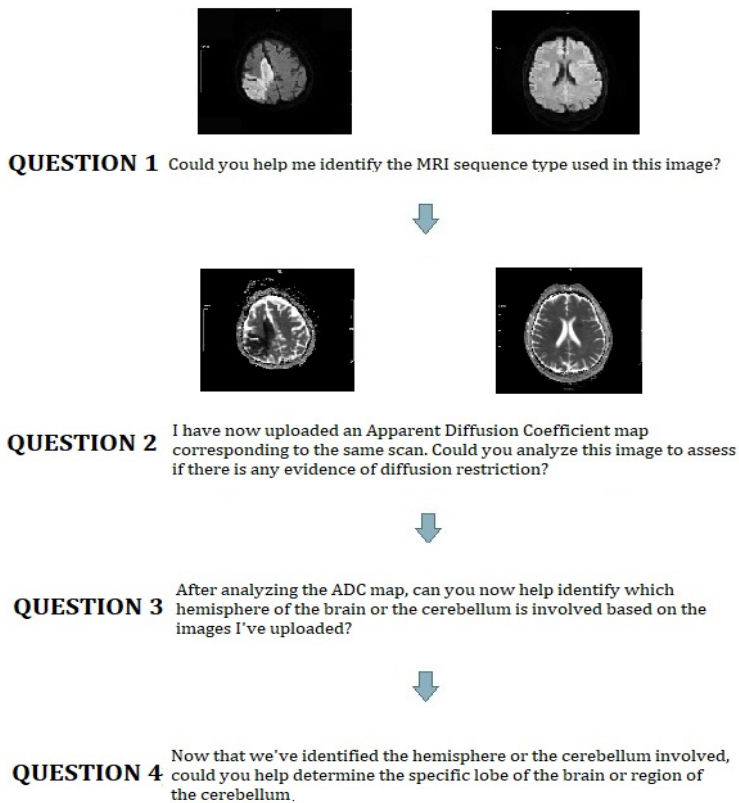 QUESTION 1 Could you help me identify the MRI sequence type used in this image?
I have now uploaded an Apparent Diffusion Coefficient map
QUESTION 2 corresponding to the same scan. Could you analyze this image to assess
if there is any evidence of diffusion restriction?
After analyzing the ADC map, can you now help identify which
QUESTION 3 hemisphere of the brain or the cerebellum is involved based on the
images I've uploaded?
Now that we've identified the hemisphere or the cerebellum involved,
QUESTION 4 could you help determine the specific lobe of the brain or region of
the cerebellum.